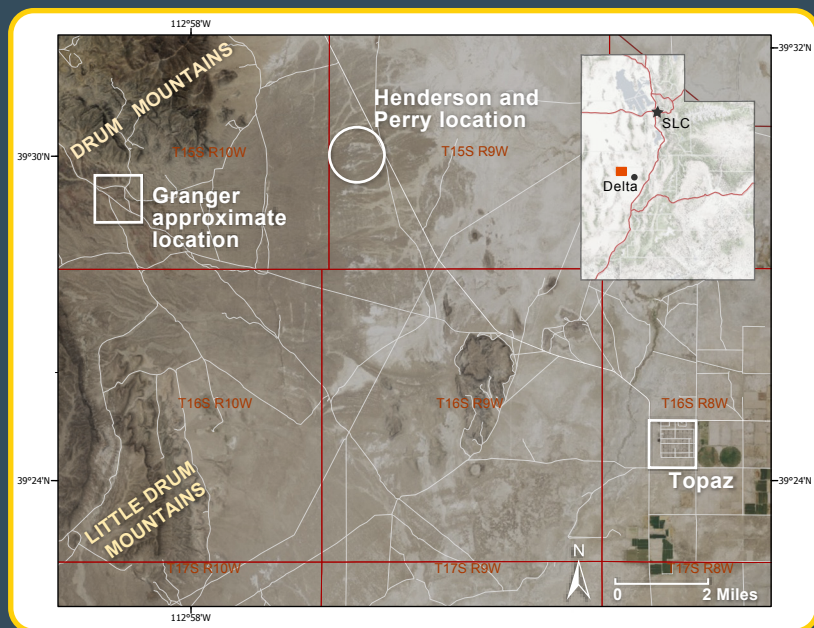 112°58'W
39°32'N
DRUM MOUNTAINS
Henderson and
Perry location
SLC
Delta
39°30'N
T15S R10W
T15S R9W
Granger
approximate
location
T16S R10W
T16S R9W
T16S R8W
39°24'N
39°24'N
Topaz
LITTLE DRUM
MOUNTAINS
N
T17S R10W
T17S R9W
T17S R8W
0 2 Miles
112°58'W